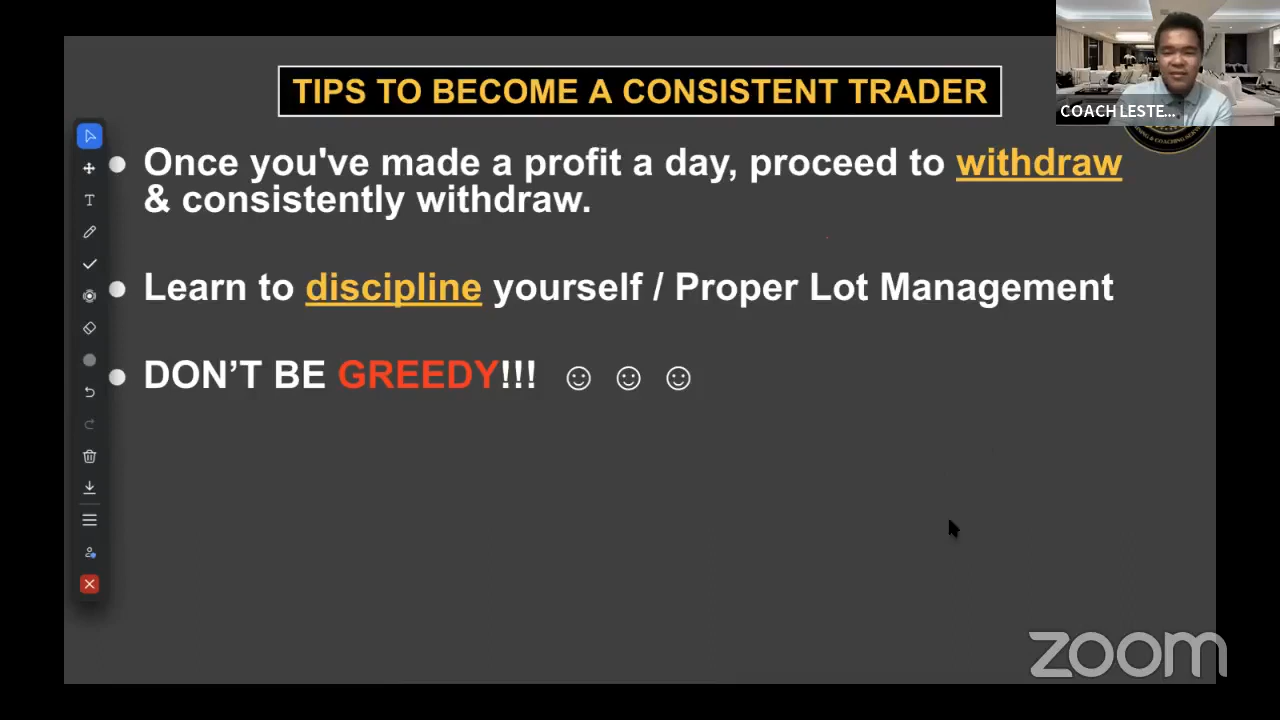 TIPS TO BECOME A CONSISTENT TRADER
COACH LESTE...
Once you've made a profit a day, proceed to withdraw
& consistently withdraw.
Learn to discipline yourself / Proper Lot Management
DON’T BE GREEDY!!! ☺ ☺ ☺
zoom